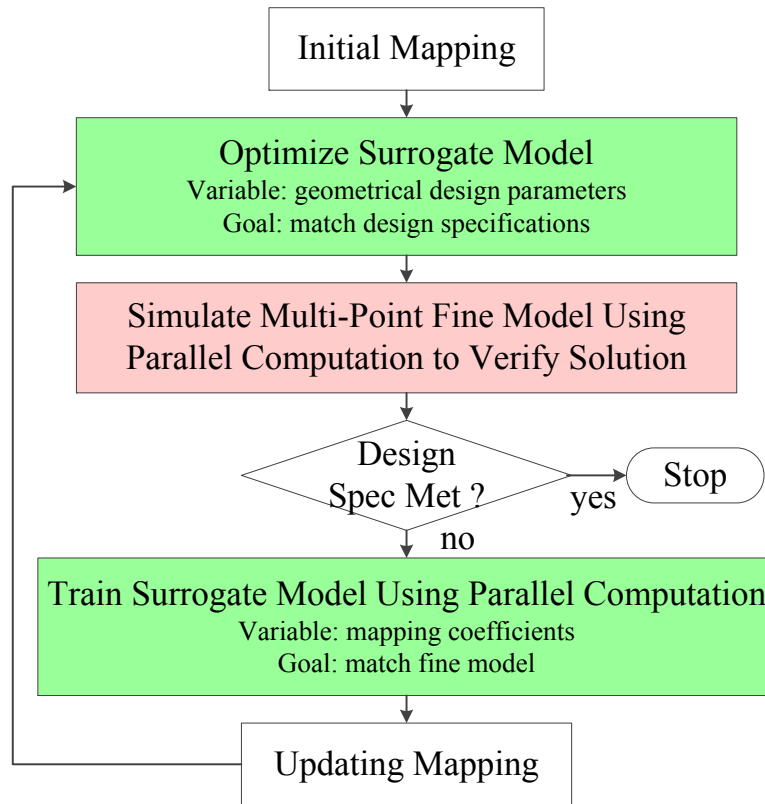 Initial Mapping
Optimize Surrogate Model
Variable: geometrical design parameters
Goal: match design specifications
Simulate Multi-Point Fine Model Using
Parallel Computation to Verify Solution
Design
Spec Met ?
yes
Stop
no
Train Surrogate Model Using Parallel Computation
Variable: mapping coefficients
Goal: match fine model
Updating Mapping